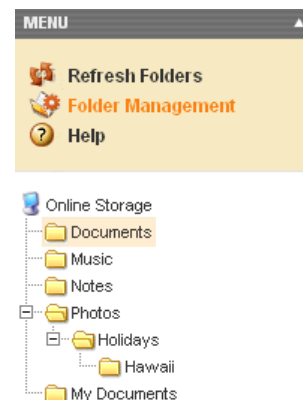 MENU
Refresh Folders
Folder Management
Help
Online Storage
Documents
Music
Notes
Photos
Holidays
Hawaii
My Documents